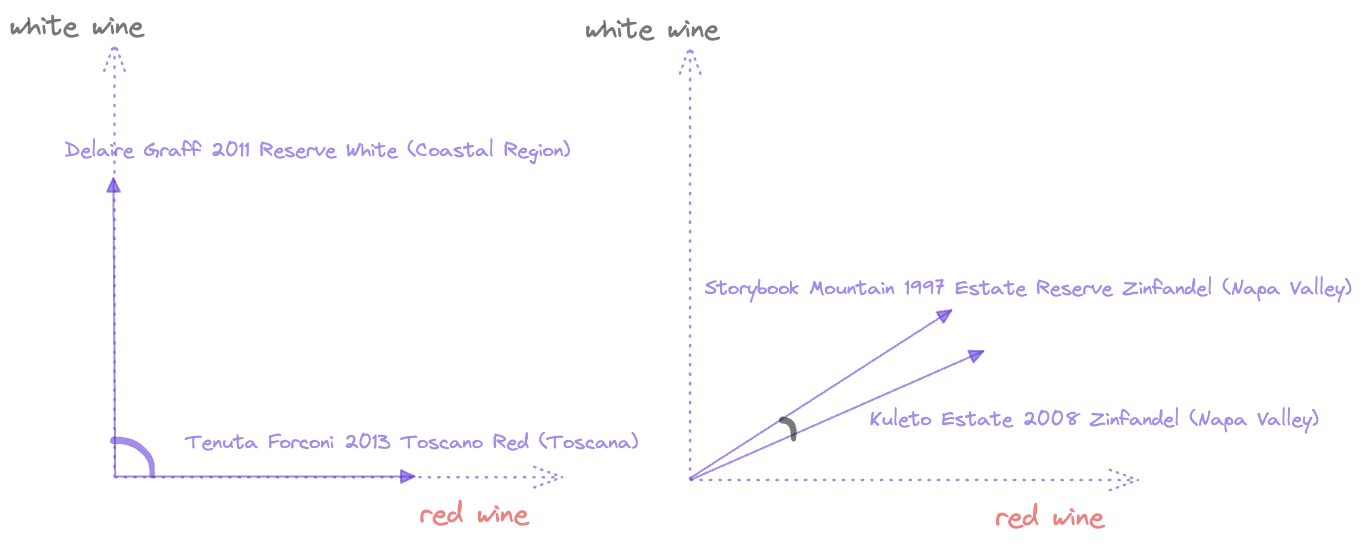 white wine
Delaire Graff 2011 Reserve White (Coastal Region)
Tenuta Forconi 2013 Toscano Red (Toscana)
red wine
white wine
Storybook Mountain 1997 Estate Reserve Zinfandel (Napa Valley)
Kuleto Estate 2008 Zinfandel (Napa Valley)
red wine